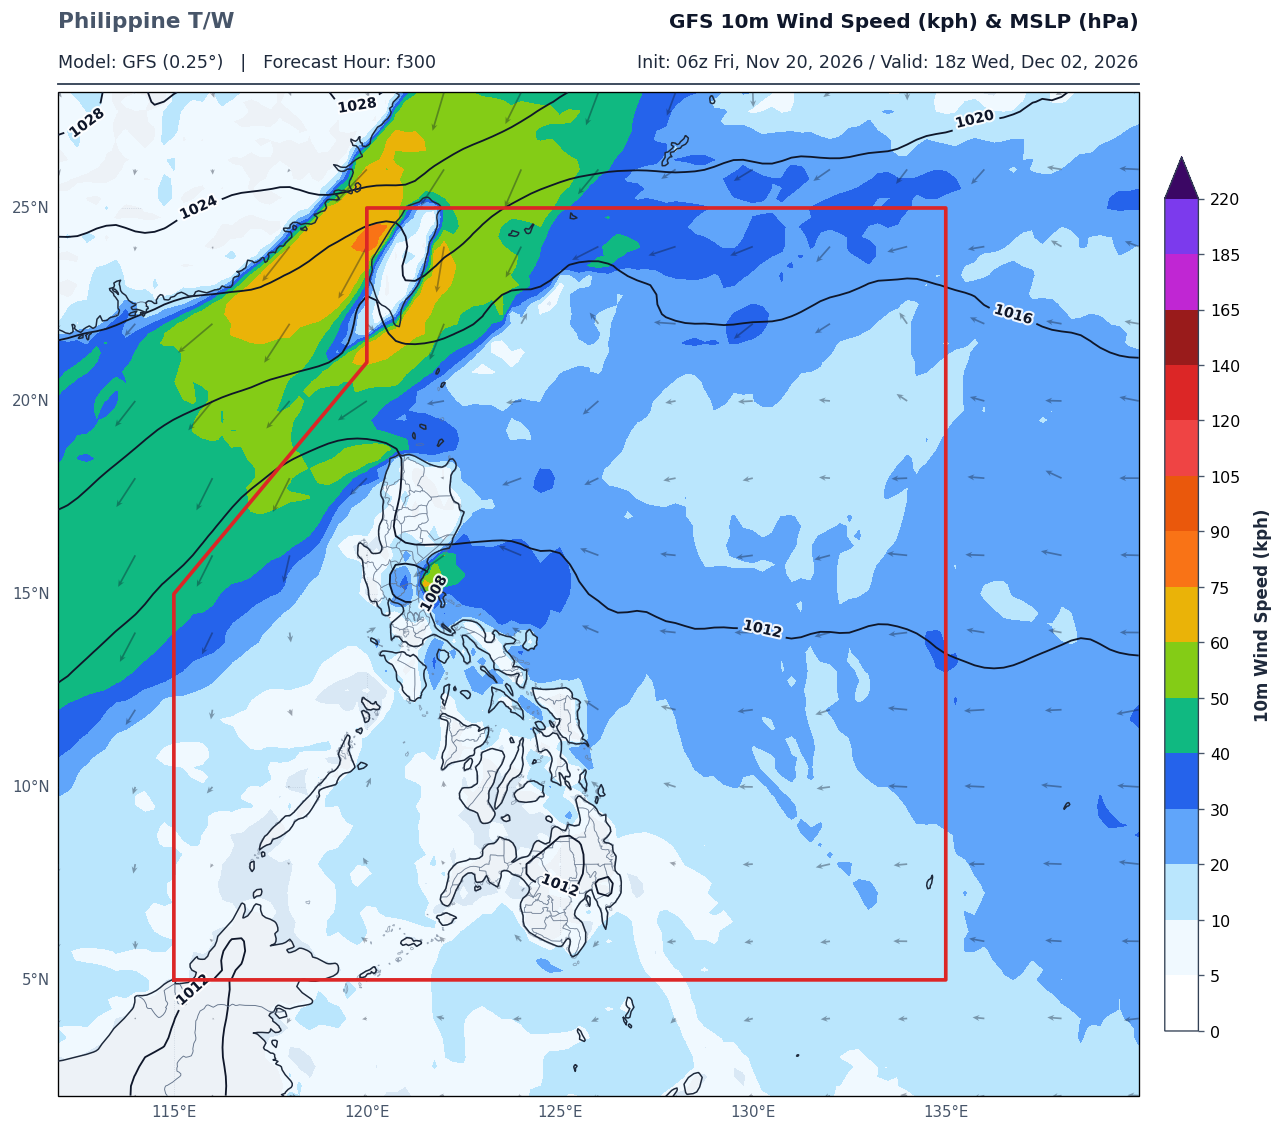 Philippine T/W
GFS 10m Wind Speed (kph) & MSLP (hPa)
Model: GFS (0.25°) | Forecast Hour: f300
Init: 06z Fri, Nov 20, 2026 / Valid: 18z Wed, Dec 02, 2026
1028
1028
1020
1024
1016
1008
1012
1012
1012
25°N
20°N
15°N
10°N
5°N
115°E
120°E
125°E
130°E
135°E
220
185
165
140
120
105
90
75
60
50
40
30
20
10
5
0
10m Wind Speed (kph)